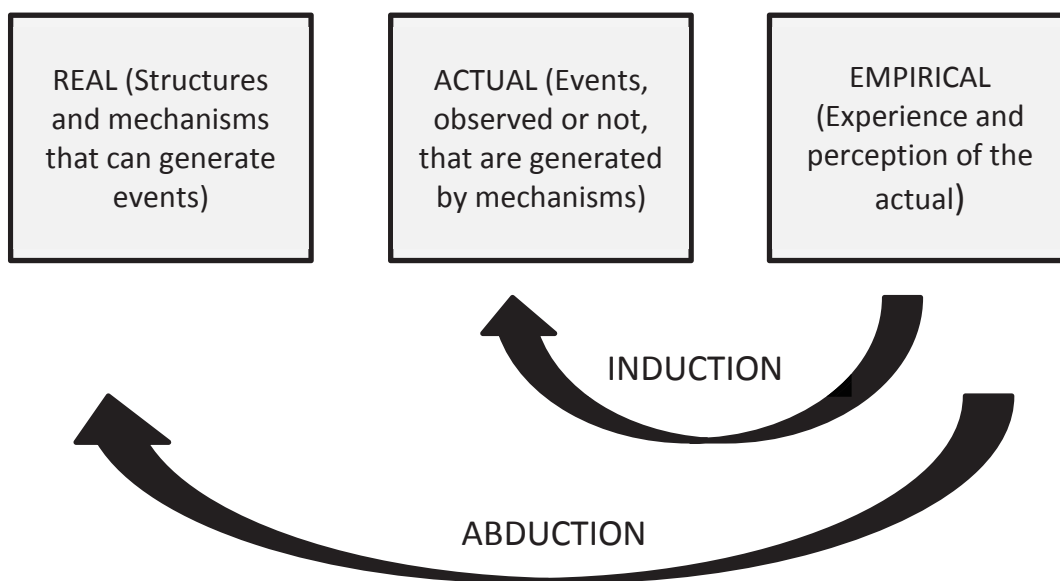 REAL (Structures
and mechanisms
that can generate
events)
ACTUAL (Events,
observed or not,
that are generated
by mechanisms)
EMPIRICAL
(Experience and
perception of the
actual)
INDUCTION
ABDUCTION